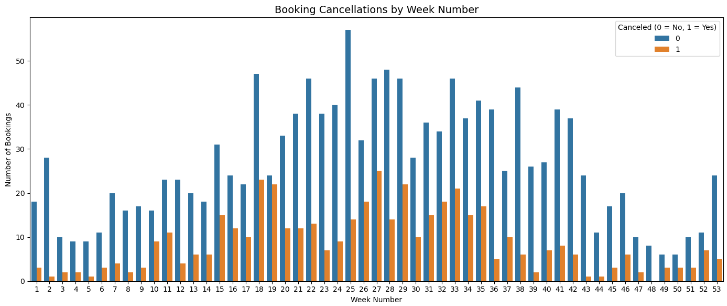 Booking Cancellations by Week Number
Canceled (0 = No, 1 = Yes)
0
1
Number of Bookings
50
40
30
20
10
0
1 2 3 4 5 6 7 8 9 10 11 12 13 14 15 16 17 18 19 20 21 22 23 24 25 26 27 28 29 30 31 32 33 34 35 36 37 38 39 40 41 42 43 44 45 46 47 48 49 50 51 52 53
Week Number